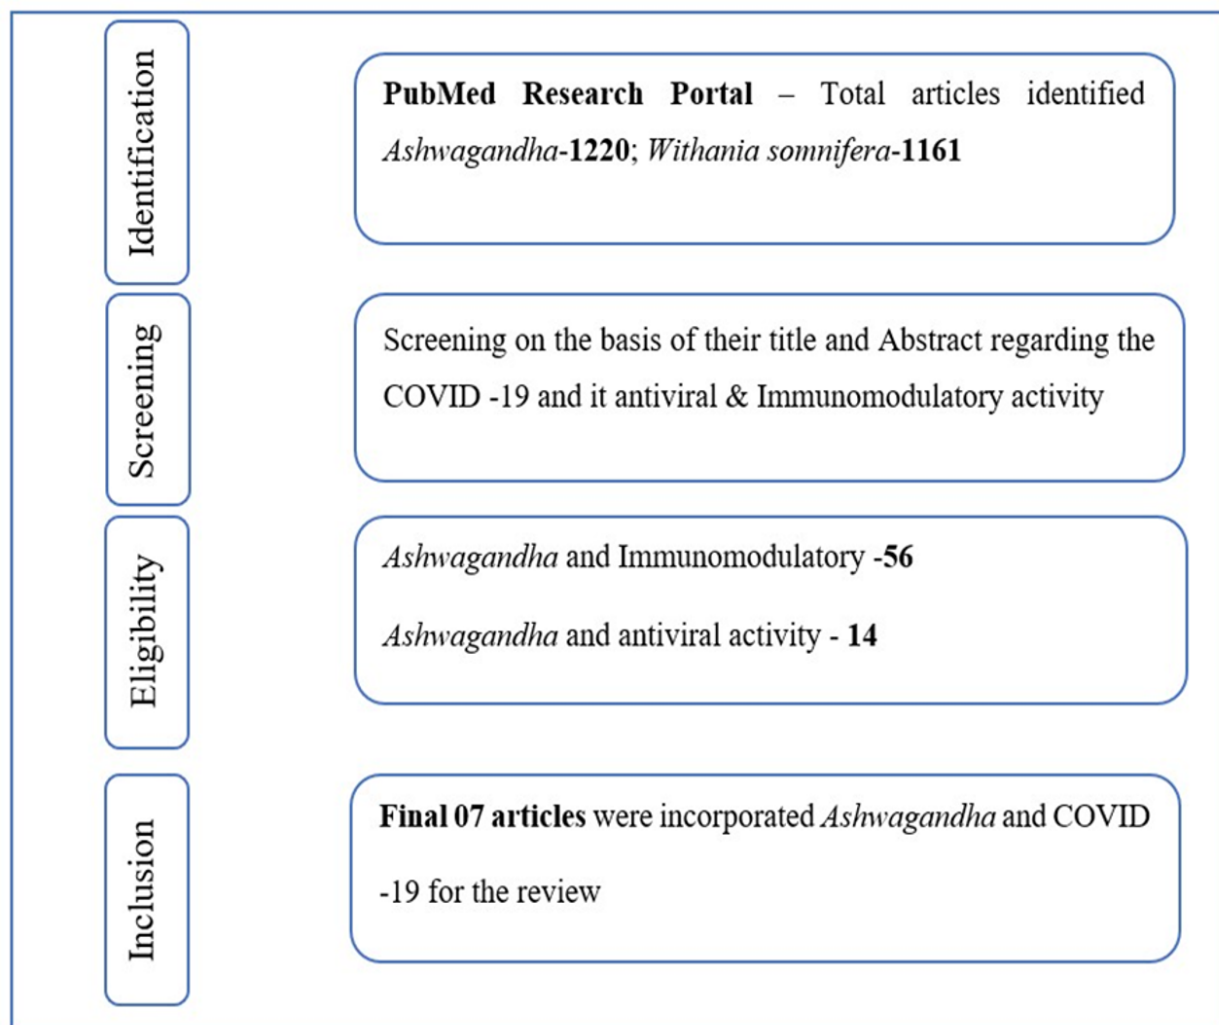 Identification
PubMed Research Portal – Total articles identified
Ashwagandha-1220; Withania somnifera-1161
Screening
Screening on the basis of their title and Abstract regarding the
COVID -19 and it antiviral & Immunomodulatory activity
Eligibility
Ashwagandha and Immunomodulatory -56
Ashwagandha and antiviral activity - 14
Inclusion
Final 07 articles were incorporated Ashwagandha and COVID
-19 for the review